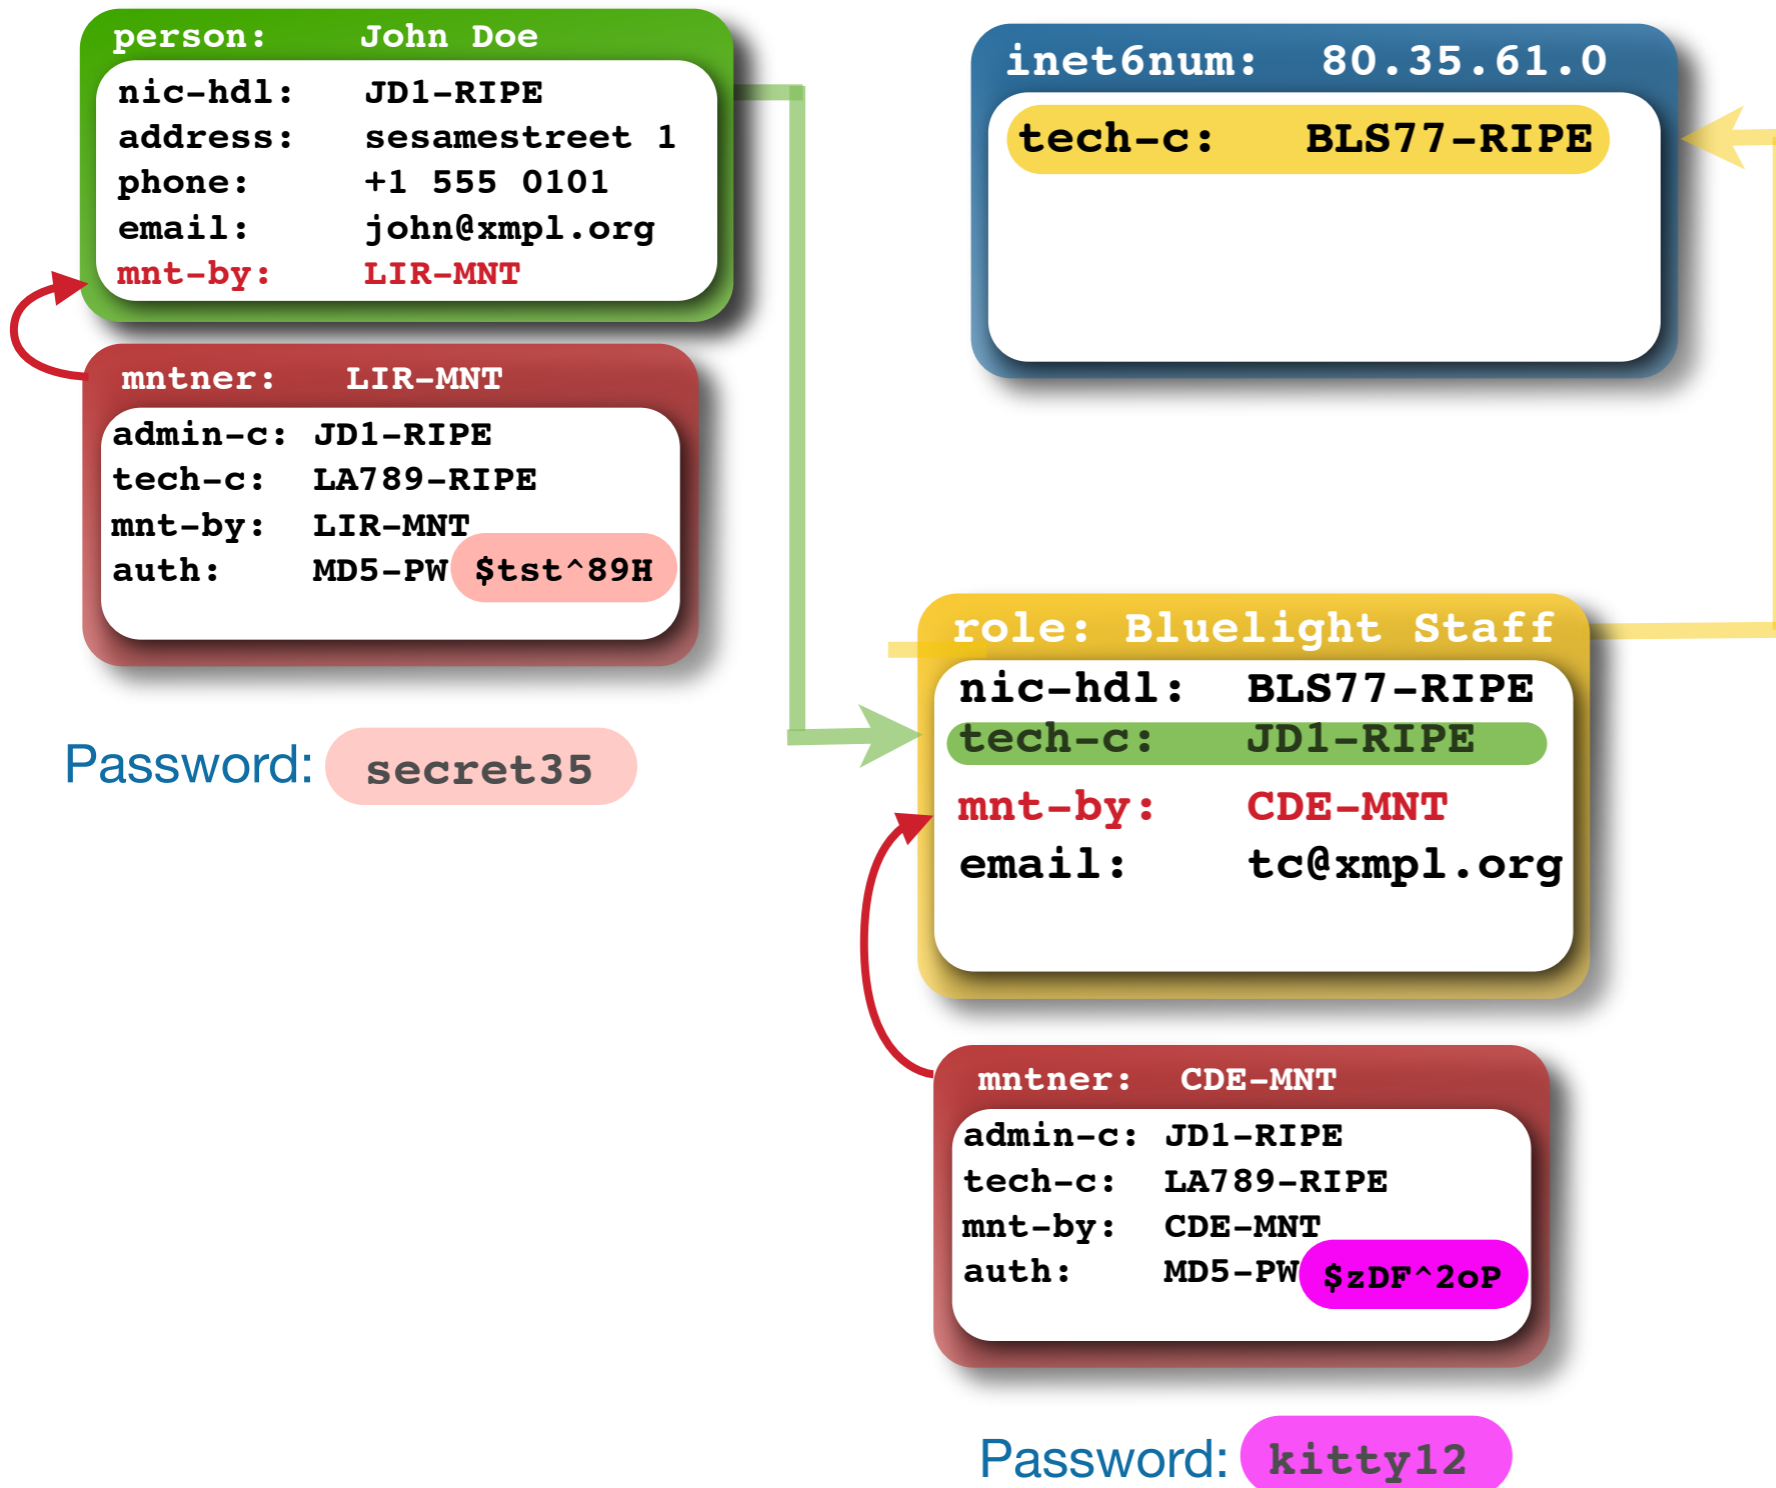 person: John Doe
nic-hdl: JD1-RIPE
address: sesamestreet 1
phone: +1 555 0101
email: john@xmpl.org
mnt-by: LIR-MNT
mntner: LIR-MNT
admin-c: JD1-RIPE
tech-c: LA789-RIPE
mnt-by: LIR-MNT
auth: MD5-PW $tst^89H
Password: secret35
inet6num: 80.35.61.0
tech-c: BLS77-RIPE
role: Bluelight Staff
nic-hdl: BLS77-RIPE
tech-c: JD1-RIPE
mnt-by: CDE-MNT
email: tc@xmpl.org
mntner: CDE-MNT
admin-c: JD1-RIPE
tech-c: LA789-RIPE
mnt-by: CDE-MNT
auth: MD5-PW $zDF^2oP
Password: kitty12